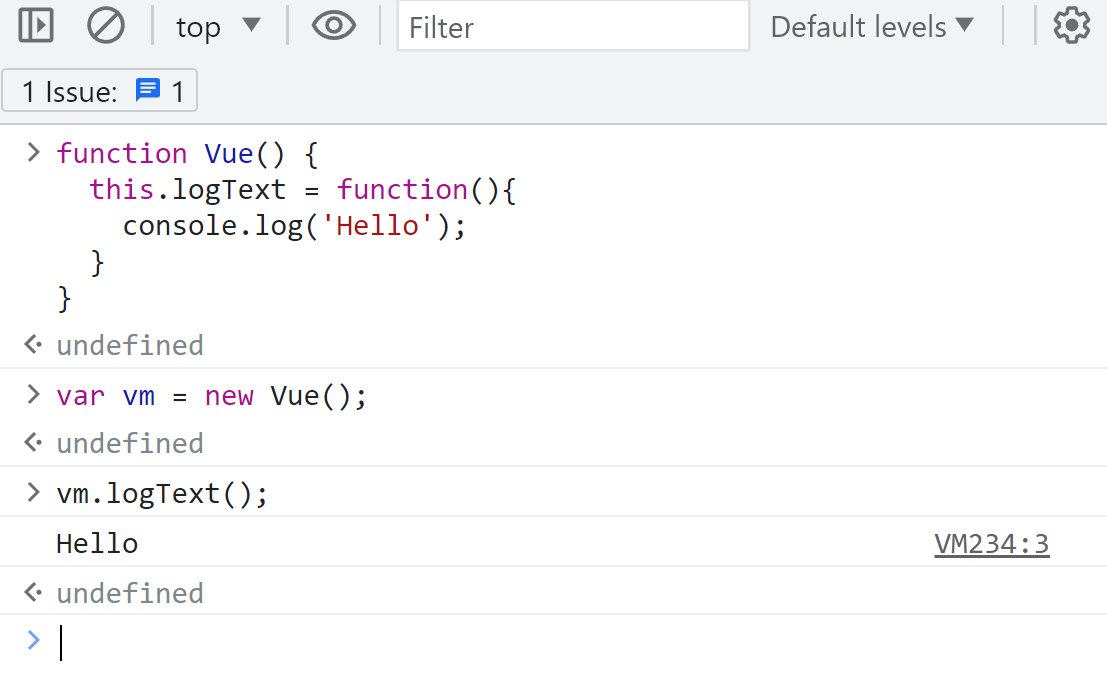 top Filter Default levels
1 Issue: 1
function Vue() {
  this.logText = function(){
    console.log('Hello');
  }
}
undefined
var vm = new Vue();
undefined
vm.logText();
Hello VM234:3
undefined